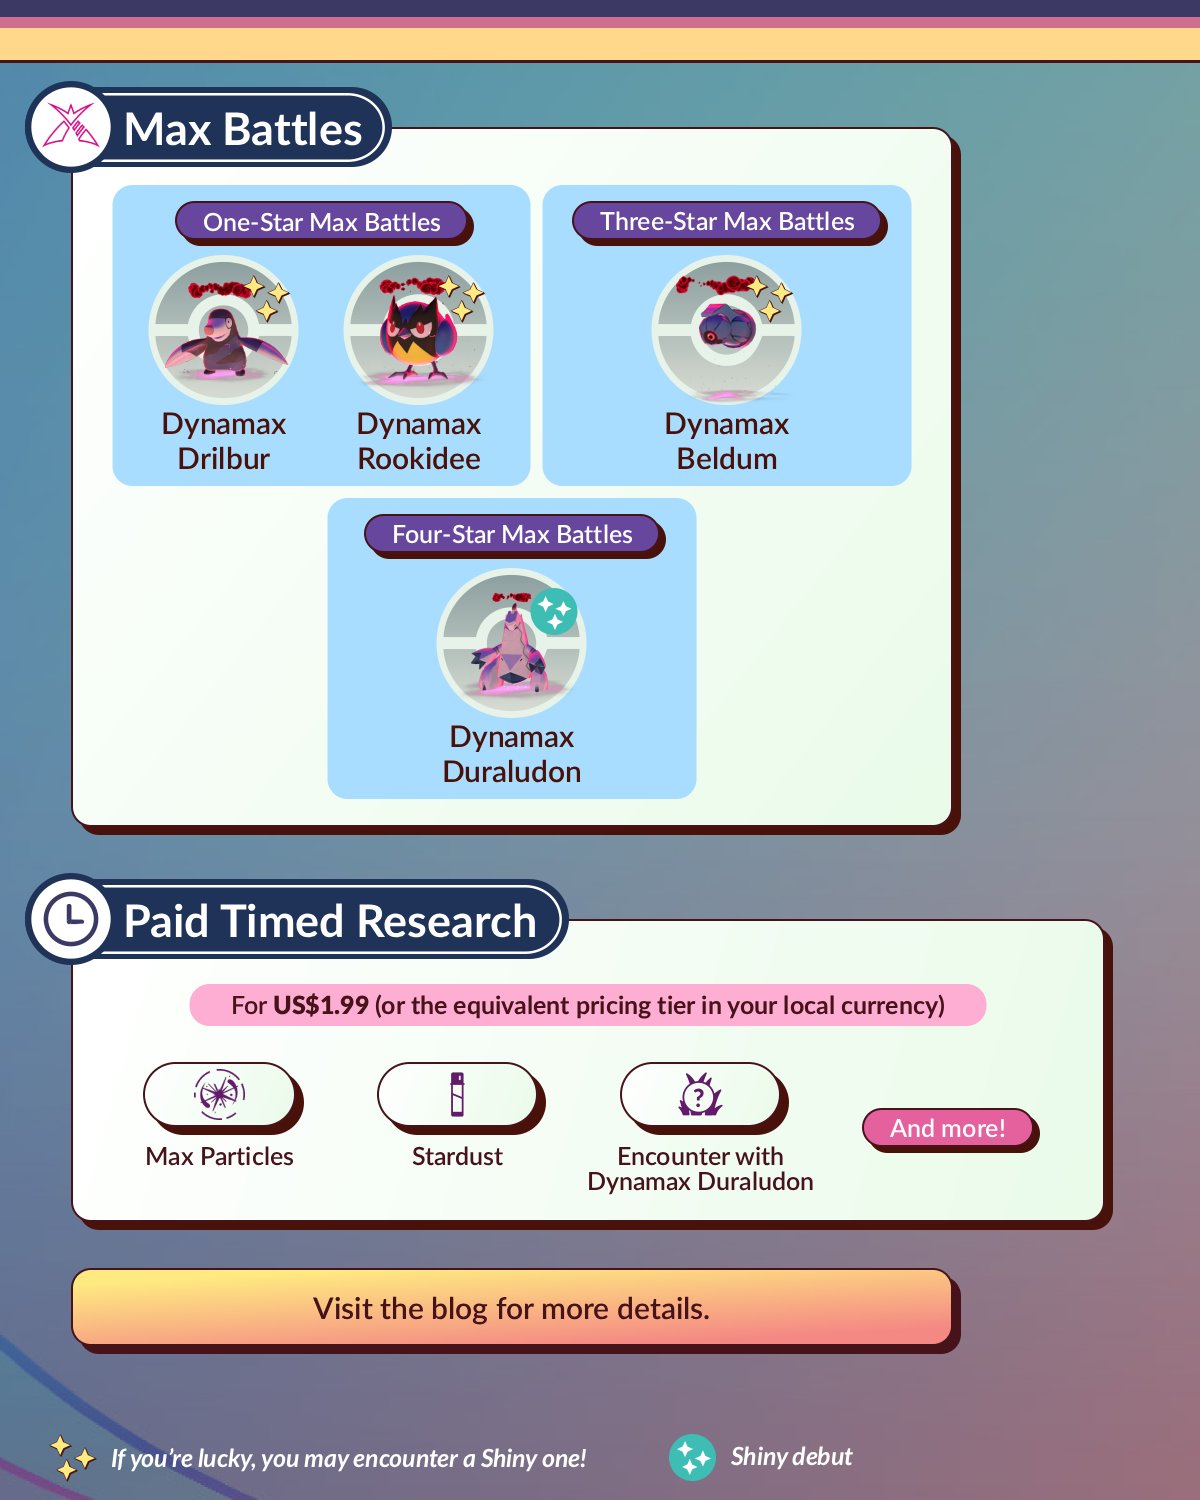 Max Battles
One-Star Max Battles
Dynamax
Drilbur
Dynamax
Rookidee
Three-Star Max Battles
Dynamax
Beldum
Four-Star Max Battles
Dynamax
Duraludon
Paid Timed Research
For US$1.99 (or the equivalent pricing tier in your local currency)
Max Particles
Stardust
?
Encounter with
Dynamax Duraludon
And more!
Visit the blog for more details.
If you're lucky, you may encounter a Shiny one!
Shiny debut